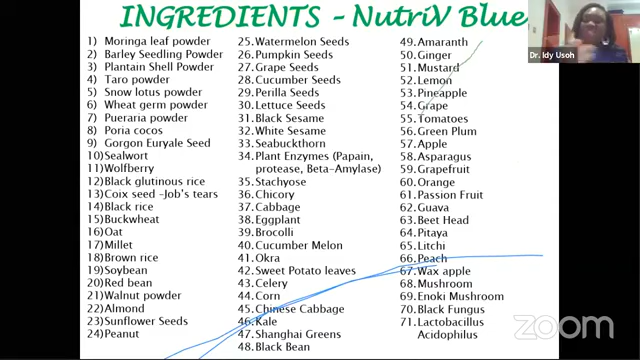 INGREDIENTS – NutriV Blue
1) Moringa leaf powder
2) Barley Seedling Powder
3) Plantain Shell Powder
4) Taro powder
5) Snow lotus powder
6) Wheat germ powder
7) Pueraria powder
8) Poria cocos
9) Gorgon Euryale Seed
10) Sealwort
11) Wolfberry
12) Black glutinous rice
13) Coix seed –Job's tears
14) Black rice
15) Buckwheat
16) Oat
17) Millet
18) Brown rice
19) Soybean
20) Red bean
21) Walnut powder
22) Almond
23) Sunflower Seeds
24) Peanut
25. Watermelon Seeds
26. Pumpkin Seeds
27. Grape Seeds
28. Cucumber Seeds
29. Perilla Seeds
30. Lettuce Seeds
31. Black Sesame
32. White Sesame
33. Seabuckthorn
34. Plant Enzymes (Papain,
protease, Beta-Amylase)
35. Stachyose
36. Chicory
37. Cabbage
38. Eggplant
39. Brocolli
40. Cucumber Melon
41. Okra
42. Sweet Potato leaves
43. Celery
44. Corn
45. Chinese Cabbage
46. Kale
47. Shanghai Greens
48. Black Bean
49. Amaranth
50. Ginger
51. Mustard
52. Lemon
53. Pineapple
54. Grape
55. Tomatoes
56. Green Plum
57. Apple
58. Asparagus
59. Grapefruit
60. Orange
61. Passion Fruit
62. Guava
63. Beet Head
64. Pitaya
65. Litchi
66. Peach
67. Wax apple
68. Mushroom
69. Enoki Mushroom
70. Black Fungus
71. Lactobacillus
Acidophilus
Dr. Idy Usoh
zoom